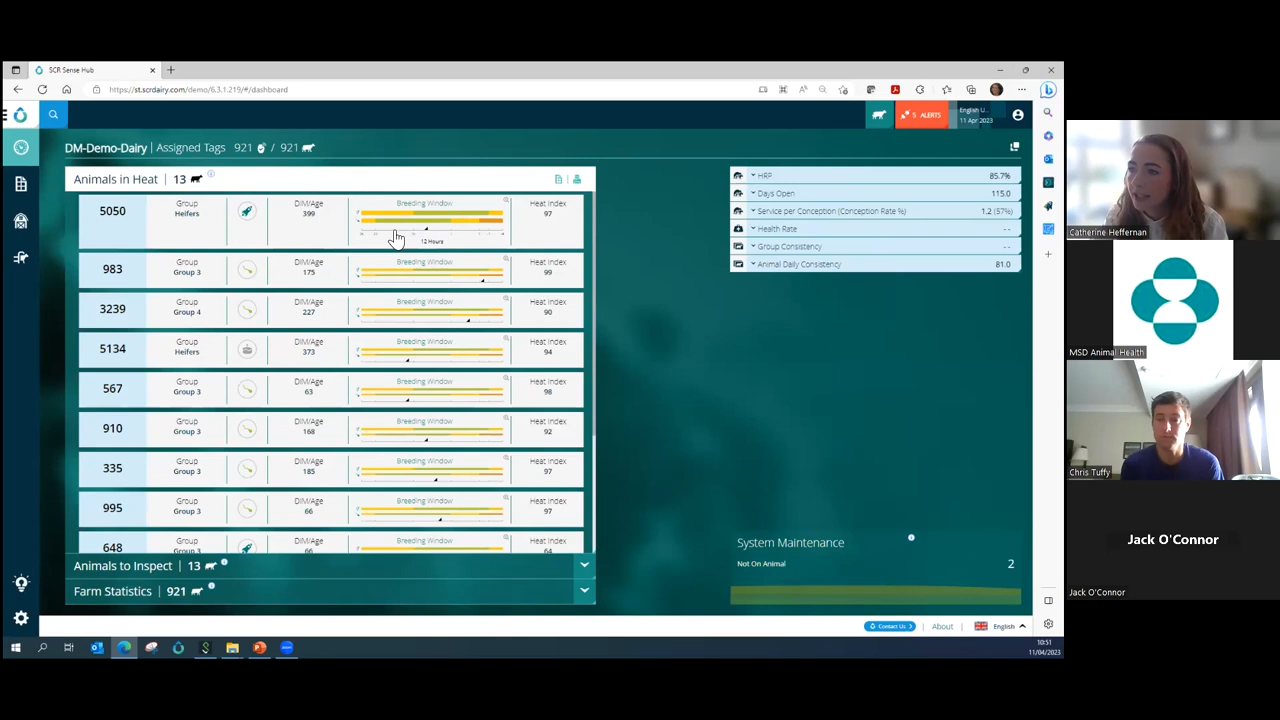 SCR Sense Hub
https://st.scrdairy.com/demo/6.3.1.219/#/dashboard
5 ALERTS
English U...
11 Apr 2023
DM-Demo-Dairy | Assigned Tags 921 / 921
Animals in Heat | 13
5050
Group
Heifers
DIM/Age
399
Breeding Window
12 Hours
Heat Index
97
983
Group
Group 3
DIM/Age
175
Breeding Window
Heat Index
99
3239
Group
Group 4
DIM/Age
227
Breeding Window
Heat Index
90
5134
Group
Heifers
DIM/Age
373
Breeding Window
Heat Index
94
567
Group
Group 3
DIM/Age
63
Breeding Window
Heat Index
98
910
Group
Group 3
DIM/Age
168
Breeding Window
Heat Index
92
335
Group
Group 3
DIM/Age
185
Breeding Window
Heat Index
97
995
Group
Group 3
DIM/Age
66
Breeding Window
Heat Index
97
648
Group
Group 3
DIM/Age
66
Breeding Window
Heat Index
64
Animals to Inspect | 13
Farm Statistics | 921
HRP 85.7%
Days Open 115.0
Service per Conception (Conception Rate %) 1.2 (57%)
Health Rate --
Group Consistency --
Animal Daily Consistency 81.0
System Maintenance
Not On Animal 2
Contact Us | About | English
10:51
11/04/2023
Catherine Heffernan
MSD Animal Health
Chris Tuffy
Jack O'Connor
Jack O'Connor